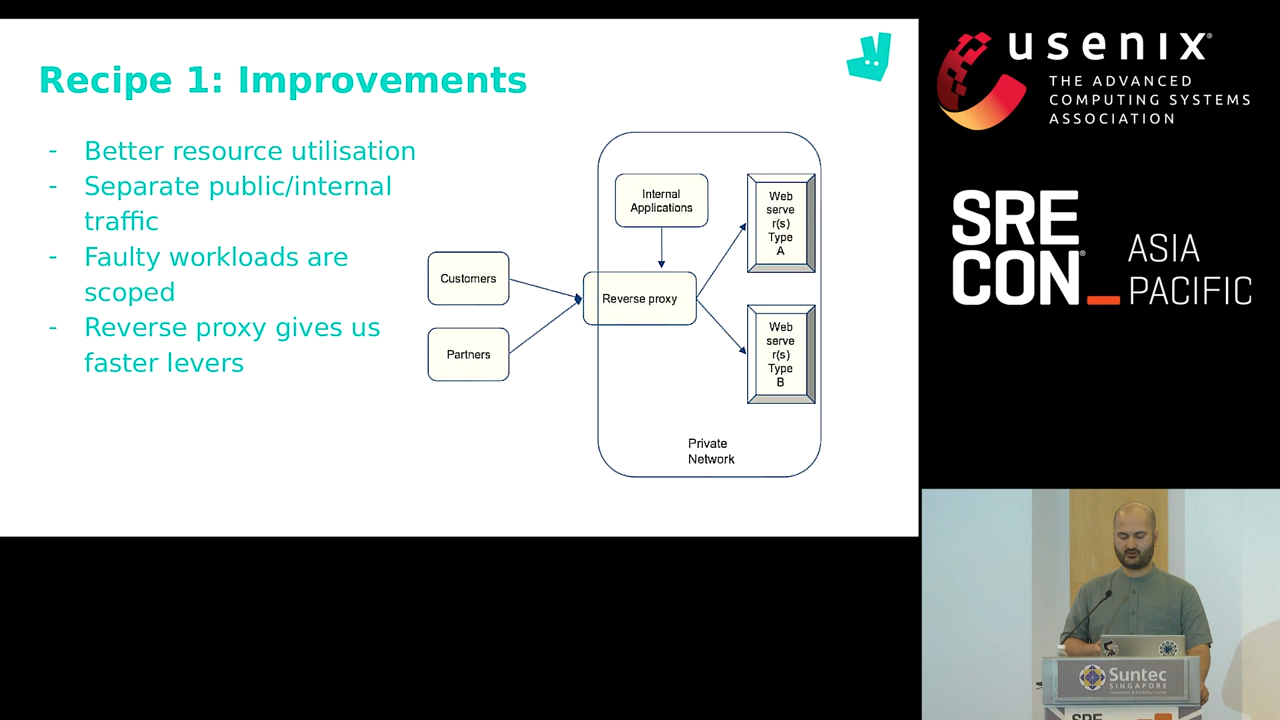 Recipe 1: Improvements
- Better resource utilisation
- Separate public/internal
traffic
- Faulty workloads are
scoped
- Reverse proxy gives us
faster levers
Customers
Partners
Internal
Applications
Reverse proxy
Web
serve
r(s)
Type
A
Web
serve
r(s)
Type
B
Private
Network
usenix®
THE ADVANCED
COMPUTING SYSTEMS
ASSOCIATION
SRE
CON®
ASIA
PACIFIC
Suntec
SINGAPORE
SRE